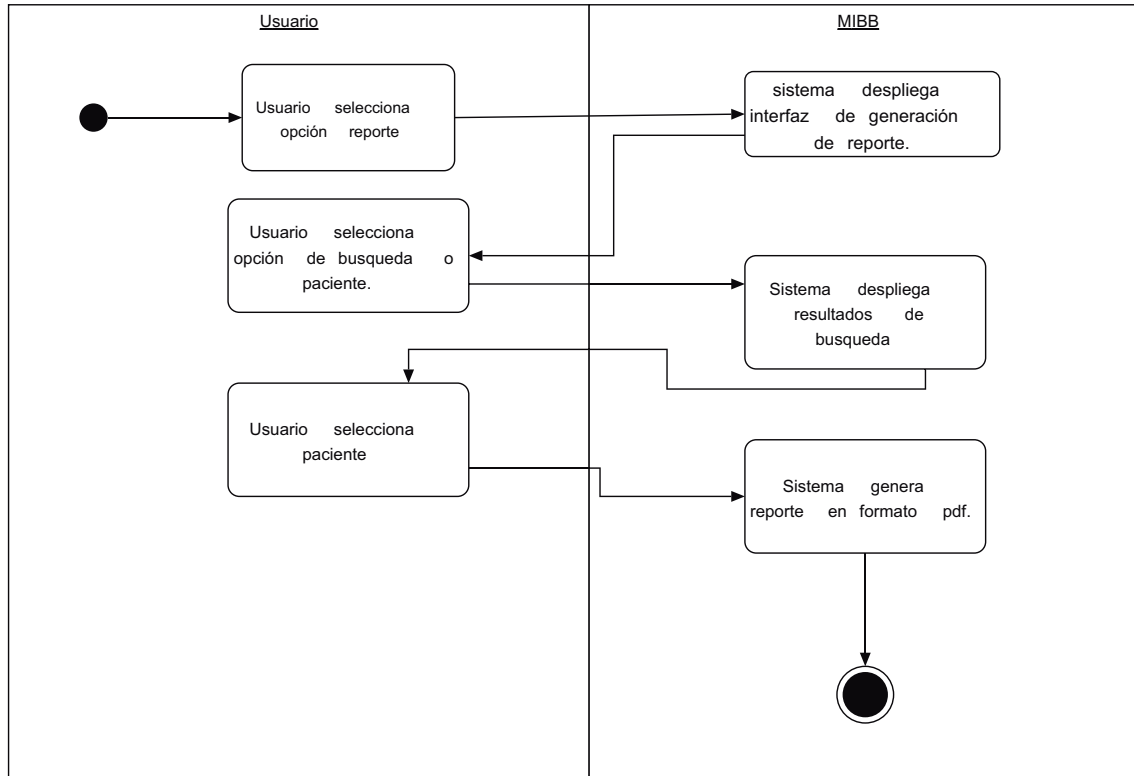 Usuario
MIBB
Usuario selecciona
opción reporte
sistema despliega
interfaz de generación
de reporte.
Usuario selecciona
opción de busqueda o
paciente.
Sistema despliega
resultados de
busqueda
Usuario selecciona
paciente
Sistema genera
reporte en formato pdf.